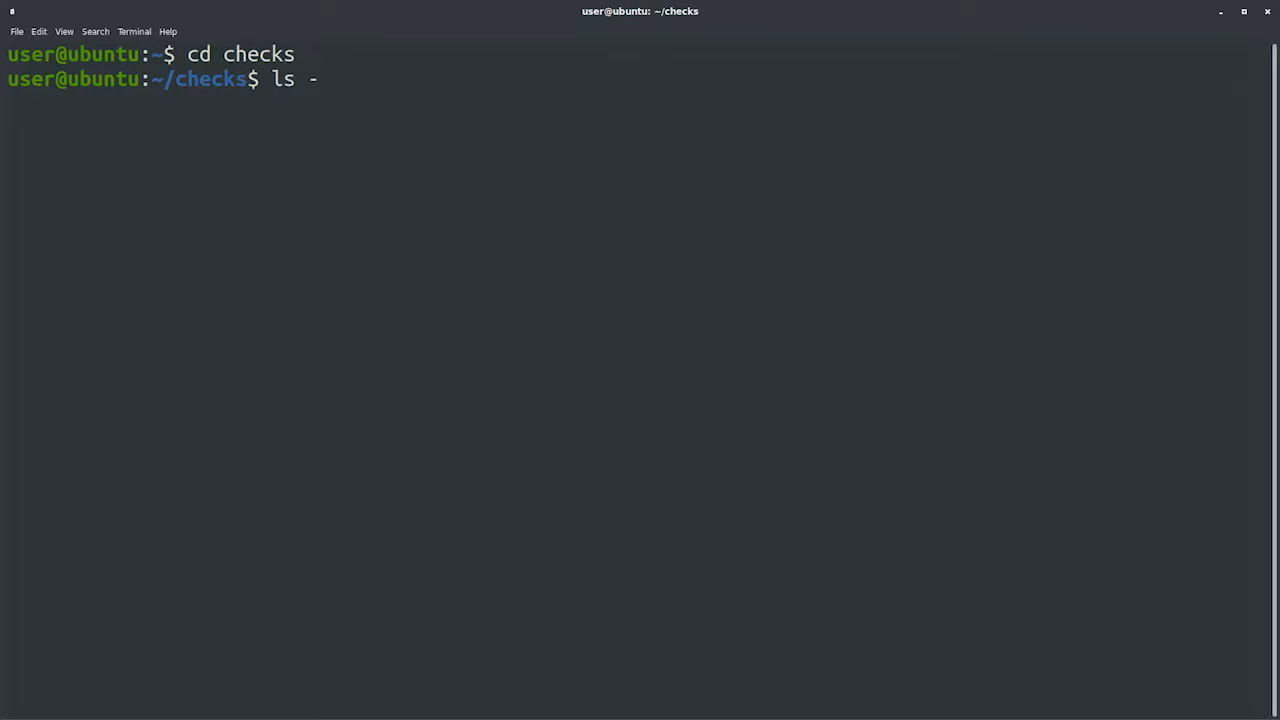 user@ubuntu: ~/checks
File Edit View Search Terminal Help
user@ubuntu:~$ cd checks
user@ubuntu:~/checks$ ls -